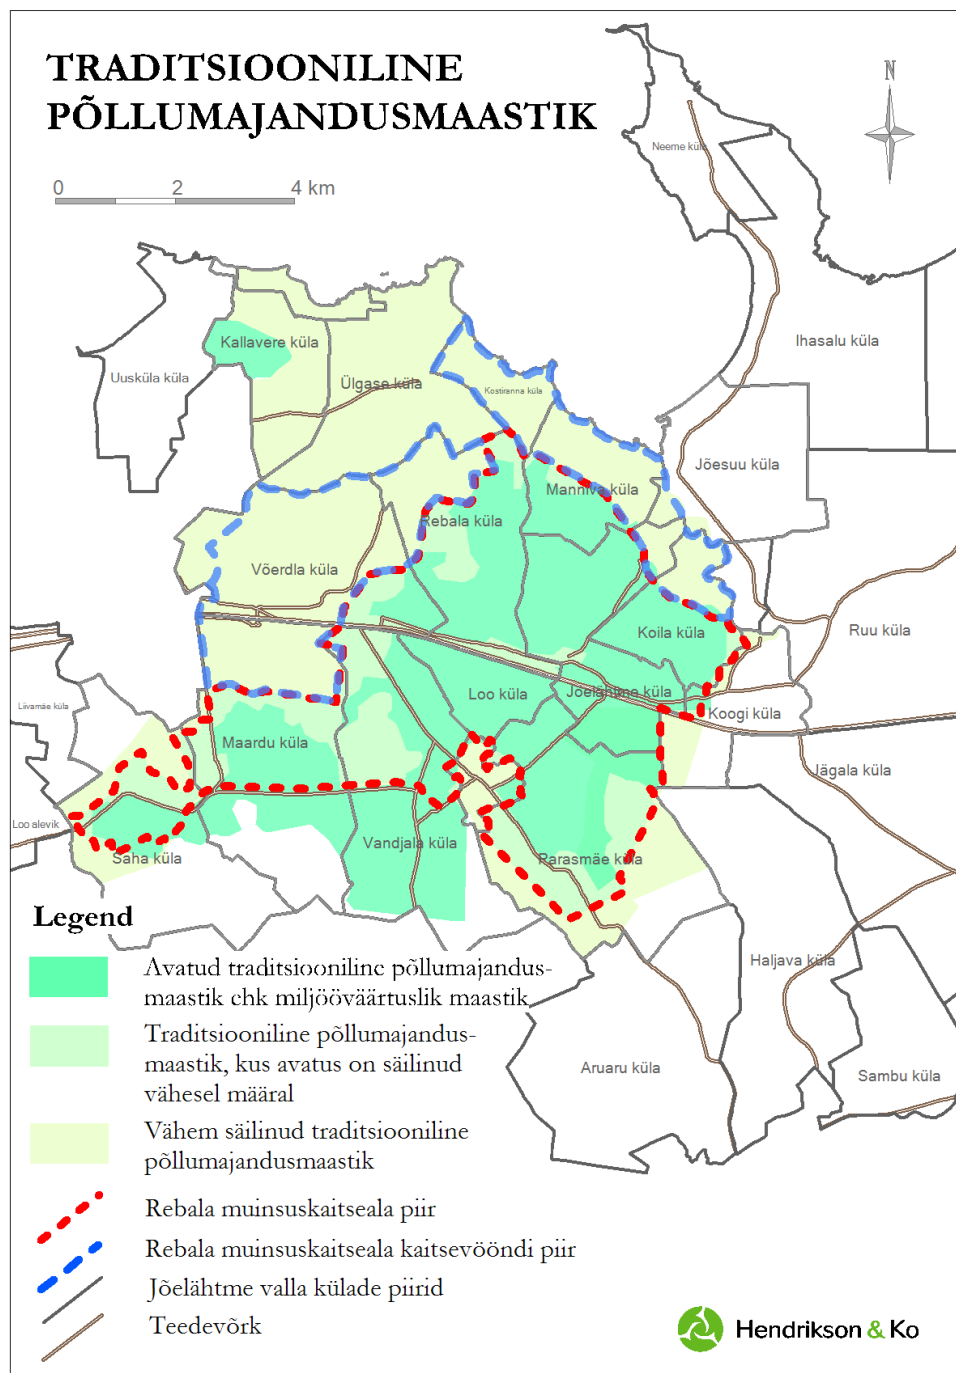 TRADITSIOONILINE
PÕLLUMAJANDUSMAASTIK
N
0 2 4 km
Neeme küla
Ihasalu küla
Kallavere küla
Uusküla küla
Ülgase küla
Kostiranna küla
Jõesuu küla
Manniva küla
Rebala küla
Võerdla küla
Koila küla
Ruu küla
Loo küla
Jõelähtme küla
Liivamäe küla
Koogi küla
Maardu küla
Jägala küla
Loo alevik
Vandjala küla
Saha küla
Parasmäe küla
Haljava küla
Aruaru küla
Sambu küla
Legend
Avatud traditsiooniline põllumajandus-
maastik ehk miljööväärtuslik maastik
Traditsiooniline põllumajandus-
maastik, kus avatus on säilinud
vähesel määral
Vähem säilinud traditsiooniline
põllumajandusmaastik
Rebala muinsuskaitseala piir
Rebala muinsuskaitseala kaitsevööndi piir
Jõelähtme valla külade piirid
Teedevõrk
Hendrikson & Ko